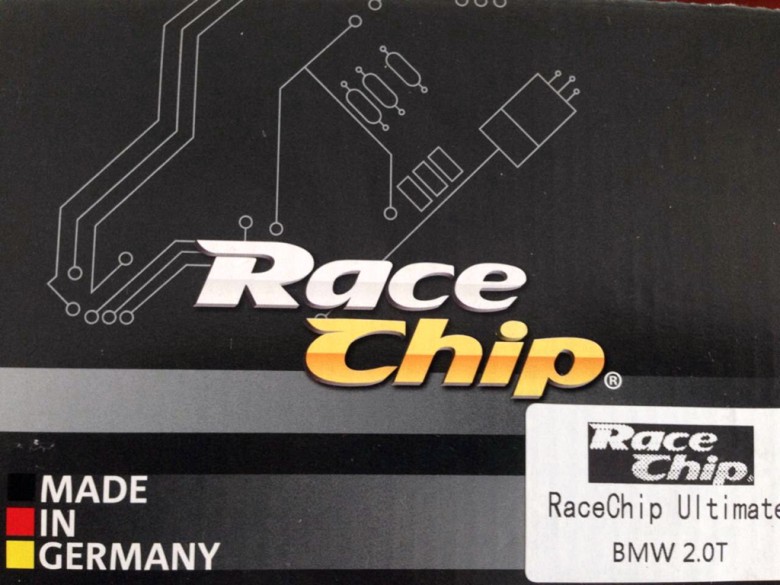 Race
Chip®
MADE
IN
GERMANY
Race
Chip
RaceChip Ultimate
BMW 2.0T